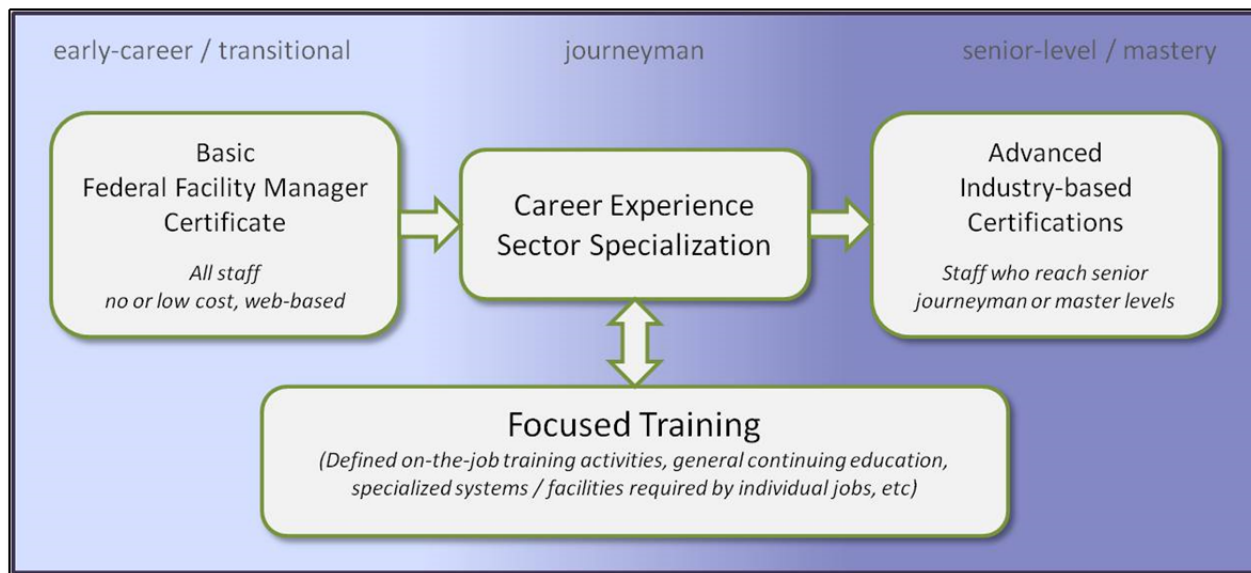 early-career / transitional
journeyman
senior-level / mastery
Basic
Federal Facility Manager
Certificate
All staff
no or low cost, web-based
Career Experience
Sector Specialization
Advanced
Industry-based
Certifications
Staff who reach senior
journeyman or master levels
Focused Training
(Defined on-the-job training activities, general continuing education,
specialized systems / facilities required by individual jobs, etc)